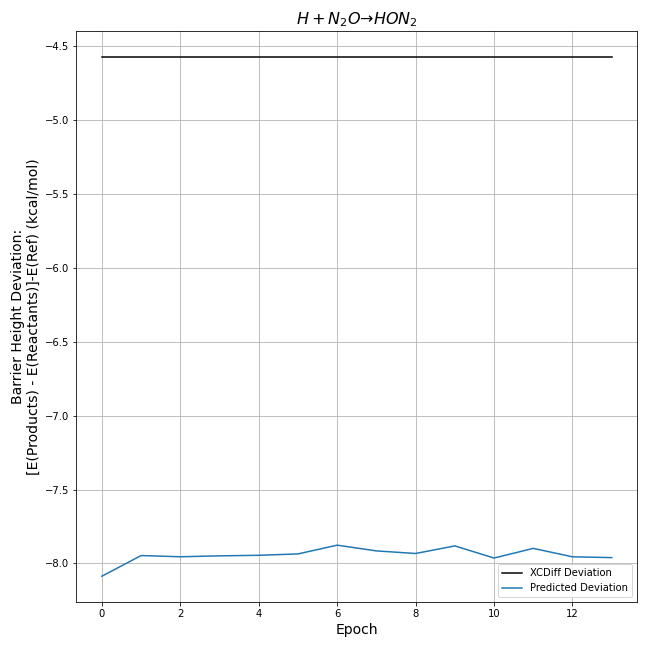 H + N₂O→HON₂
Barrier Height Deviation:
[E(Products) - E(Reactants)]-E(Ref) (kcal/mol)
−4.5
−5.0
−5.5
−6.0
−6.5
−7.0
−7.5
−8.0
XCDiff Deviation
Predicted Deviation
0 2 4 6 8 10 12
Epoch